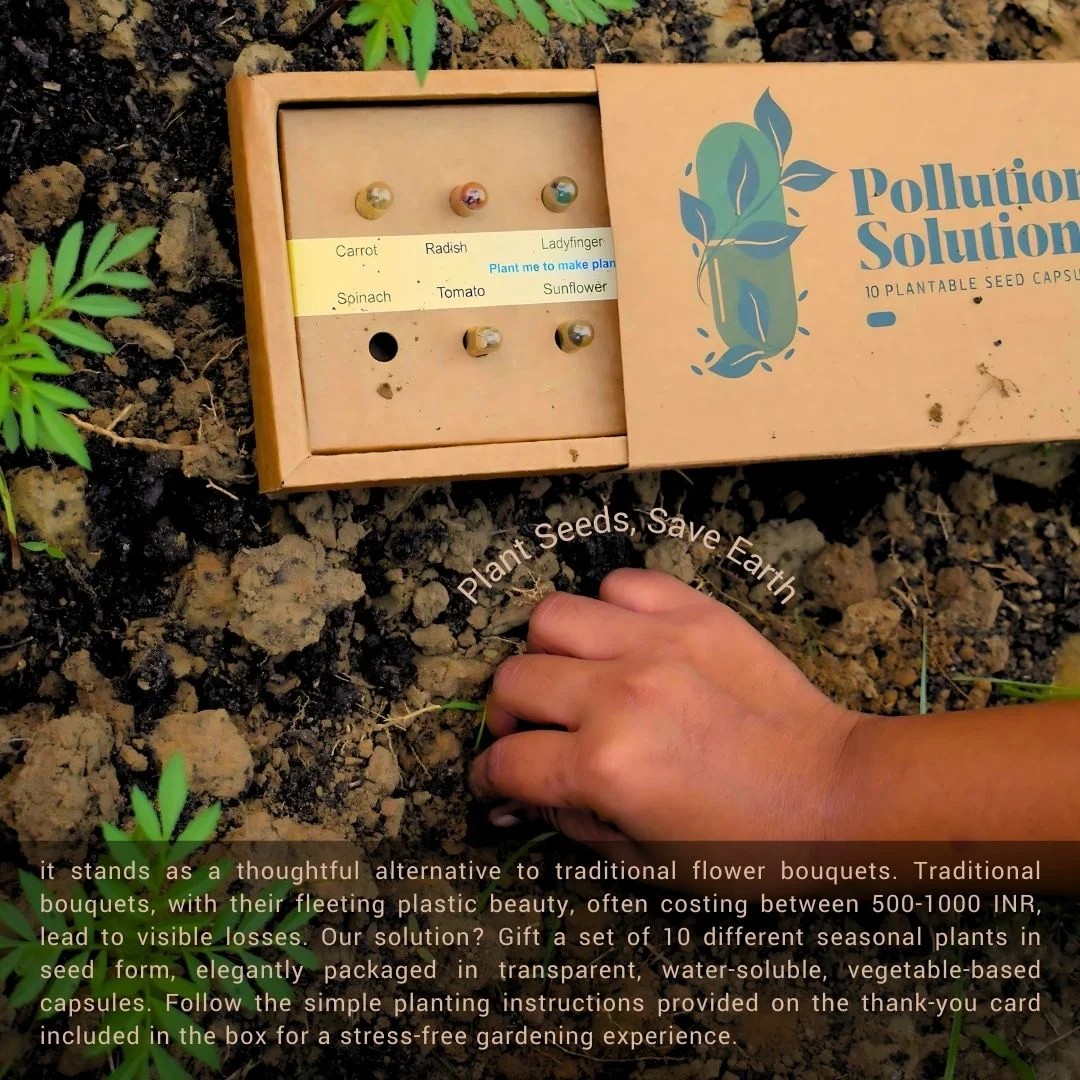 Pollution
Solution
10 PLANTABLE SEED
Carrot Radish Ladyfinger
Plant me to make
Spinach Tomato Sunflower
Plant Seeds, Save Earth
it stands as a thoughtful alternative to traditional flower bouquets. Traditional
bouquets, with their fleeting plastic beauty, often costing between 500-1000 INR,
lead to visible losses. Our solution? Gift a set of 10 different seasonal plants in
seed form, elegantly packaged in transparent, water-soluble, vegetable-based
capsules. Follow the simple planting instructions provided on the thank-you card
included in the box for a stress-free gardening experience.